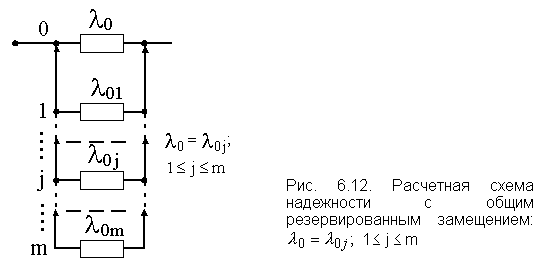 0 λ₀
1 λ₀₁
j λ₀ⱼ
m λ₀ₘ
λ₀ = λ₀ⱼ;
1 ≤ j ≤ m
Рис. 6.12. Расчетная схема
надежности с общим
резервированным замещением:
λ₀ = λ₀ⱼ; 1 ≤ j ≤ m